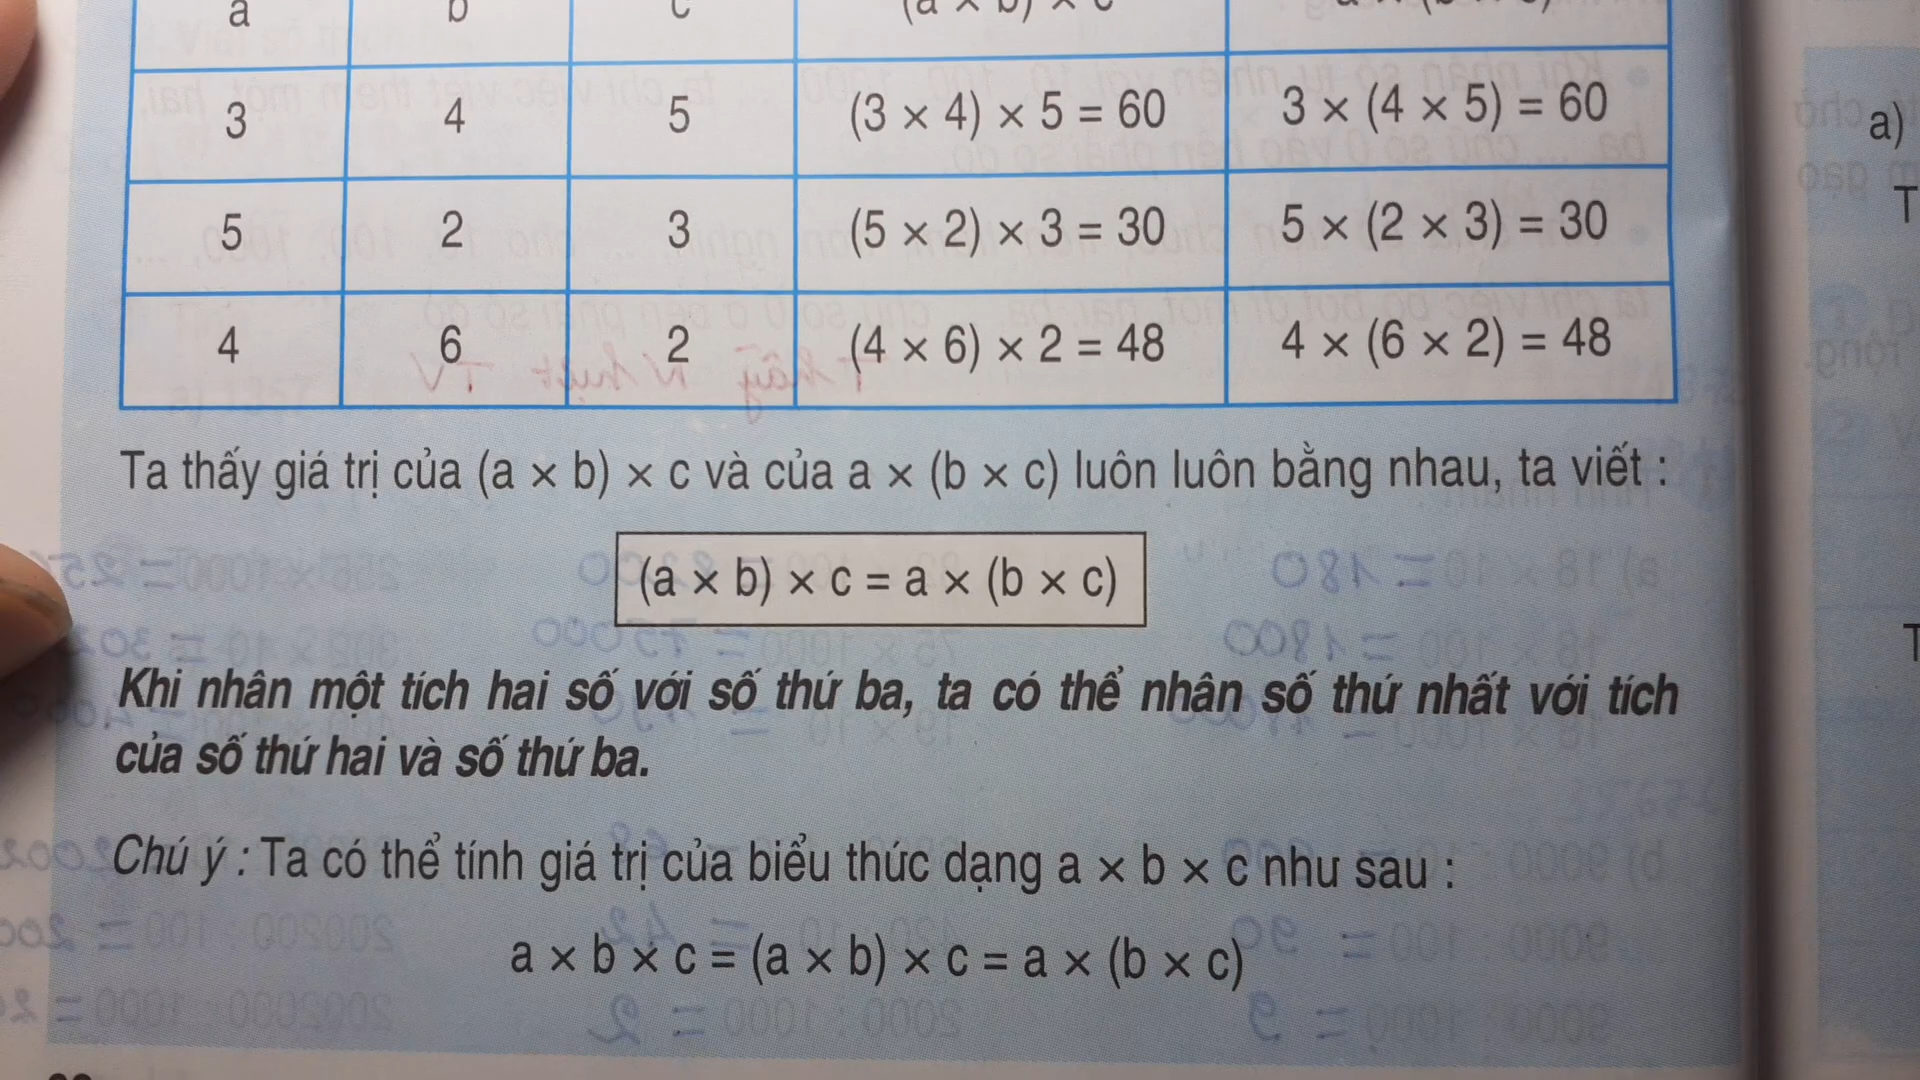 a b c (a × b) × c a × (b × c)
3 4 5 (3 × 4) × 5 = 60 3 × (4 × 5) = 60
5 2 3 (5 × 2) × 3 = 30 5 × (2 × 3) = 30
4 6 2 (4 × 6) × 2 = 48 4 × (6 × 2) = 48
Ta thấy giá trị của (a × b) × c và của a × (b × c) luôn luôn bằng nhau, ta viết :
(a × b) × c = a × (b × c)
Khi nhân một tích hai số với số thứ ba, ta có thể nhân số thứ nhất với tích
của số thứ hai và số thứ ba.
Chú ý : Ta có thể tính giá trị của biểu thức dạng a × b × c như sau :
a × b × c = (a × b) × c = a × (b × c)
a)
T
T